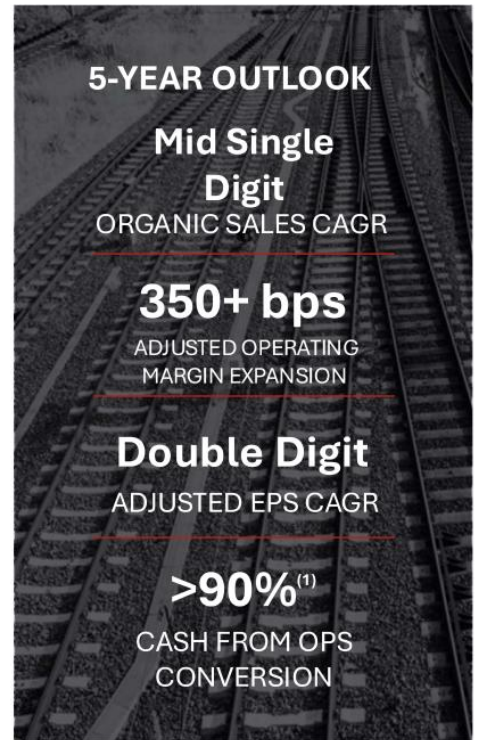 5-YEAR OUTLOOK
Mid Single
Digit
ORGANIC SALES CAGR
350+ bps
ADJUSTED OPERATING
MARGIN EXPANSION
Double Digit
ADJUSTED EPS CAGR
>90%(1)
CASH FROM OPS
CONVERSION